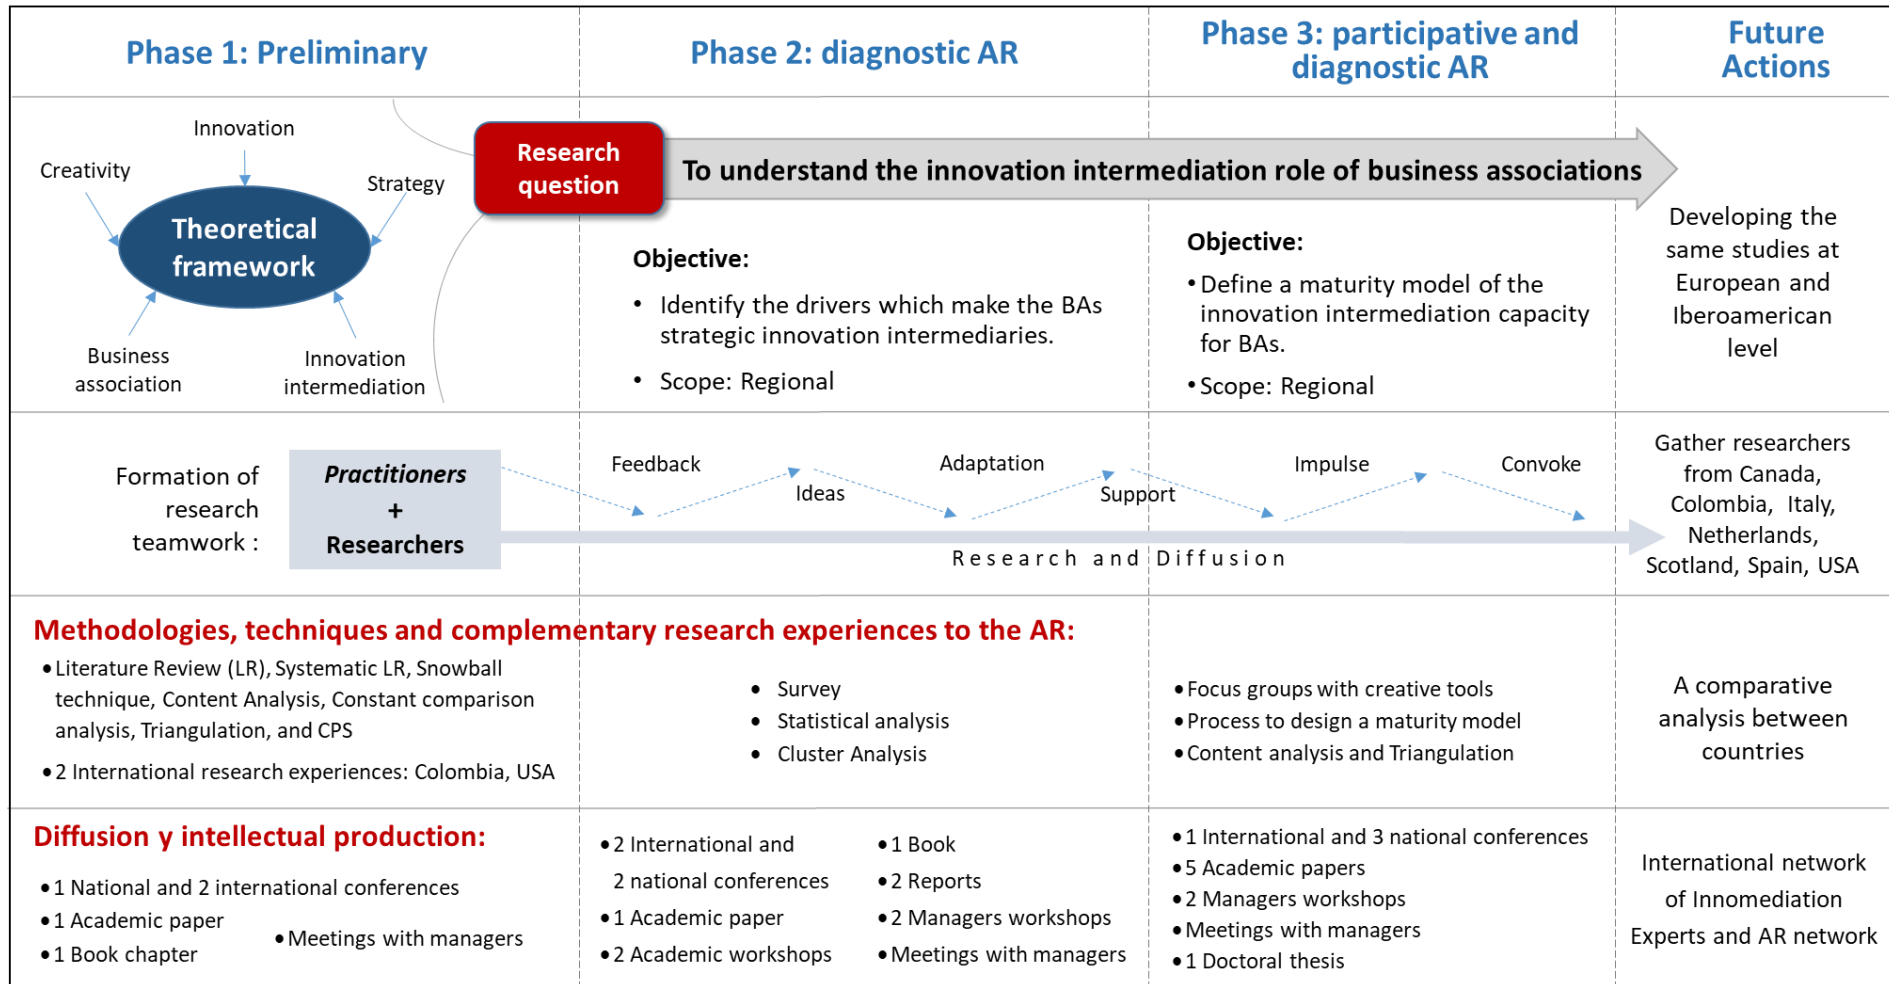 Phase 1: Preliminary
Phase 2: diagnostic AR
Phase 3: participative and
diagnostic AR
Future
Actions
Innovation
Creativity
Strategy
Theoretical
framework
Business
association
Innovation
intermediation
Research
question
To understand the innovation intermediation role of business associations
Objective:
• Identify the drivers which make the BAs
strategic innovation intermediaries.
• Scope: Regional
Objective:
• Define a maturity model of the
innovation intermediation capacity
for BAs.
• Scope: Regional
Developing the
same studies at
European and
Iberoamerican
level
Formation of
research
teamwork :
Practitioners
+
Researchers
Feedback
Ideas
Adaptation
Support
Impulse
Convoke
Research and Diffusion
Gather researchers
from Canada,
Colombia, Italy,
Netherlands,
Scotland, Spain, USA
Methodologies, techniques and complementary research experiences to the AR:
• Literature Review (LR), Systematic LR, Snowball
technique, Content Analysis, Constant comparison
analysis, Triangulation, and CPS
• 2 International research experiences: Colombia, USA
• Survey
• Statistical analysis
• Cluster Analysis
• Focus groups with creative tools
• Process to design a maturity model
• Content analysis and Triangulation
A comparative
analysis between
countries
Diffusion y intellectual production:
• 1 National and 2 international conferences
• 1 Academic paper
• 1 Book chapter
• Meetings with managers
• 2 International and
2 national conferences
• 1 Academic paper
• 2 Academic workshops
• 1 Book
• 2 Reports
• 2 Managers workshops
• Meetings with managers
• 1 International and 3 national conferences
• 5 Academic papers
• 2 Managers workshops
• Meetings with managers
• 1 Doctoral thesis
International network
of Innomediation
Experts and AR network